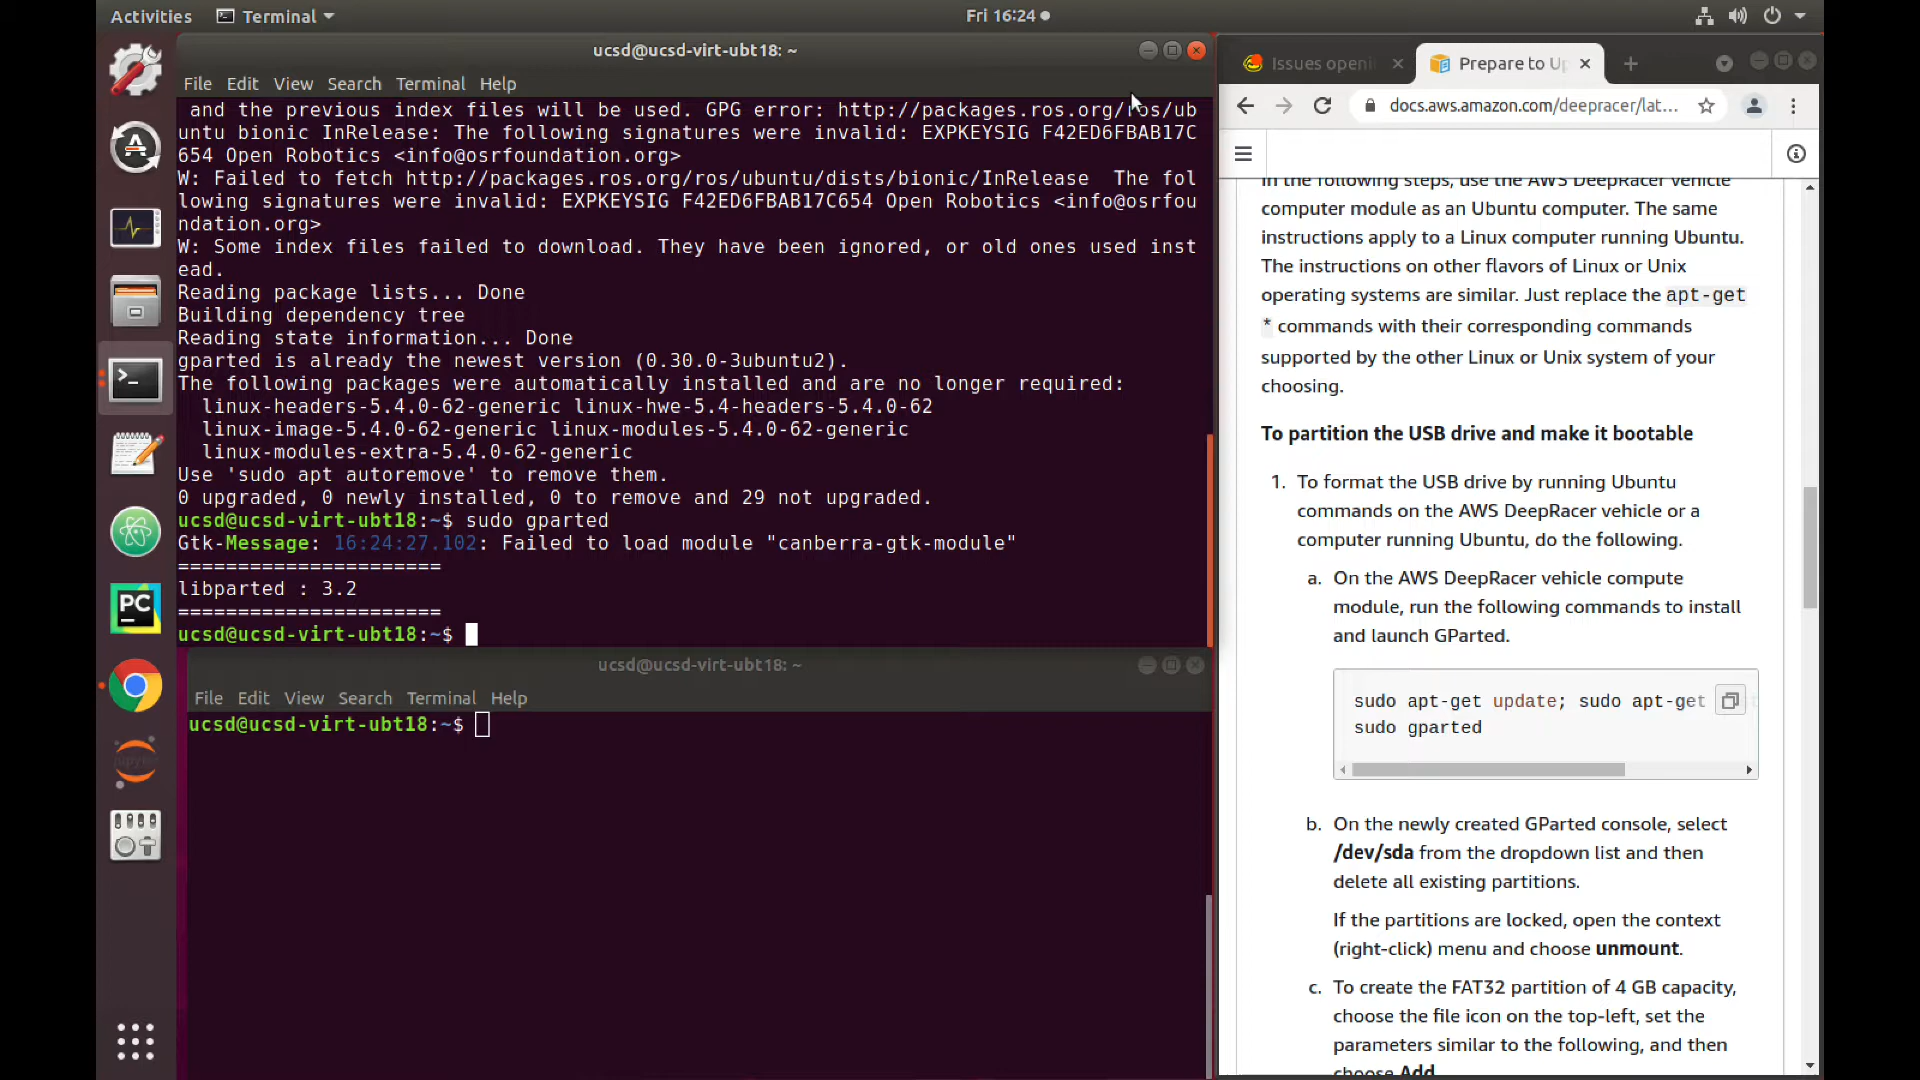 Activities
Terminal
Fri 16:24
ucsd@ucsd-virt-ubt18: ~
File Edit View Search Terminal Help
and the previous index files will be used. GPG error: http://packages.ros.org/ros/ub
untu bionic InRelease: The following signatures were invalid: EXPKEYSIG F42ED6FBAB17C
654 Open Robotics <info@osrfoundation.org>
W: Failed to fetch http://packages.ros.org/ros/ubuntu/dists/bionic/InRelease  The fol
lowing signatures were invalid: EXPKEYSIG F42ED6FBAB17C654 Open Robotics <info@osrfou
ndation.org>
W: Some index files failed to download. They have been ignored, or old ones used inst
ead.
Reading package lists... Done
Building dependency tree
Reading state information... Done
gparted is already the newest version (0.30.0-3ubuntu2).
The following packages were automatically installed and are no longer required:
linux-headers-5.4.0-62-generic linux-hwe-5.4-headers-5.4.0-62
linux-image-5.4.0-62-generic linux-modules-5.4.0-62-generic
linux-modules-extra-5.4.0-62-generic
Use 'sudo apt autoremove' to remove them.
0 upgraded, 0 newly installed, 0 to remove and 29 not upgraded.
ucsd@ucsd-virt-ubt18:~$ sudo gparted
Gtk-Message: 16:24:27.102: Failed to load module "canberra-gtk-module"
======================
libparted : 3.2
======================
ucsd@ucsd-virt-ubt18:~$
ucsd@ucsd-virt-ubt18: ~
File Edit View Search Terminal Help
ucsd@ucsd-virt-ubt18:~$
PC
Issues openi
Prepare to Up
docs.aws.amazon.com/deepracer/lat...
In the following steps, use the AWS DeepRacer vehicle
computer module as an Ubuntu computer. The same
instructions apply to a Linux computer running Ubuntu.
The instructions on other flavors of Linux or Unix
operating systems are similar. Just replace the apt-get
* commands with their corresponding commands
supported by the other Linux or Unix system of your
choosing.
To partition the USB drive and make it bootable
1. To format the USB drive by running Ubuntu
commands on the AWS DeepRacer vehicle or a
computer running Ubuntu, do the following.
a. On the AWS DeepRacer vehicle compute
module, run the following commands to install
and launch GParted.
sudo apt-get update; sudo apt-get
sudo gparted
b. On the newly created GParted console, select
/dev/sda from the dropdown list and then
delete all existing partitions.
If the partitions are locked, open the context
(right-click) menu and choose unmount.
c. To create the FAT32 partition of 4 GB capacity,
choose the file icon on the top-left, set the
parameters similar to the following, and then
choose Add.